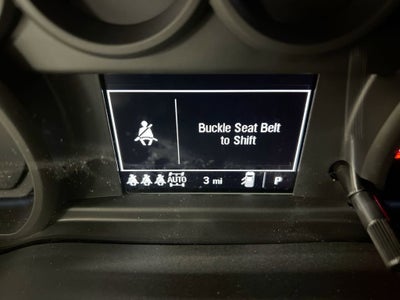 Buckle Seat Belt
to Shift
AUTO 3 mi P